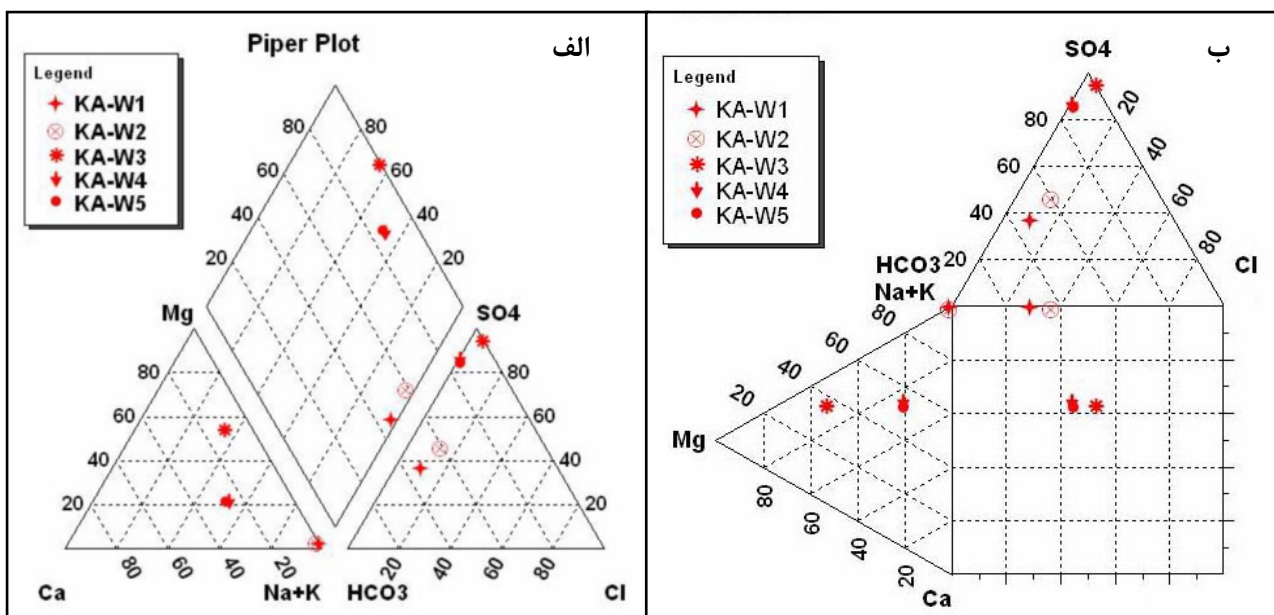 Piper Plot
الف
Legend
KA-W1
KA-W2
KA-W3
KA-W4
KA-W5
80 80
60 60
40 40
20 20
Mg SO4
80 80
60 60
40 40
20 20
80 60 40 20
20 40 60 80
Ca Na+K HCO3 Cl
ب
SO4
Legend
KA-W1
KA-W2
KA-W3
KA-W4
KA-W5
80 20
60 40
40 60
20 80
HCO3 Cl
Na+K
80
60
40
20
Mg
80
60
40
20
Ca